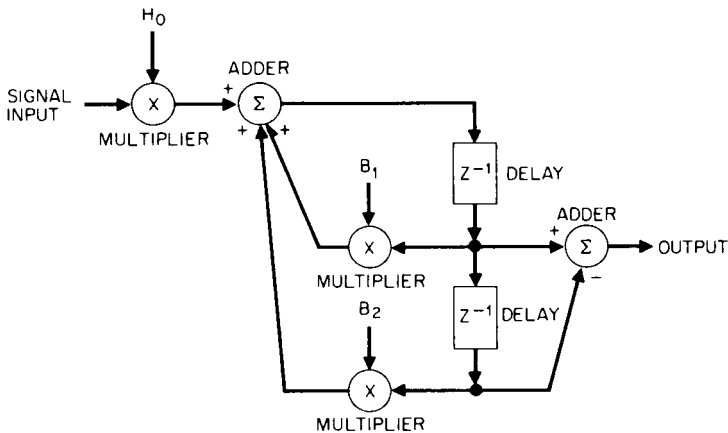 H₀
ADDER
SIGNAL
INPUT
X
+
Σ
+
+
MULTIPLIER
Z⁻¹ DELAY
B₁
ADDER
X
+
Σ
OUTPUT
−
MULTIPLIER
B₂
Z⁻¹ DELAY
X
MULTIPLIER